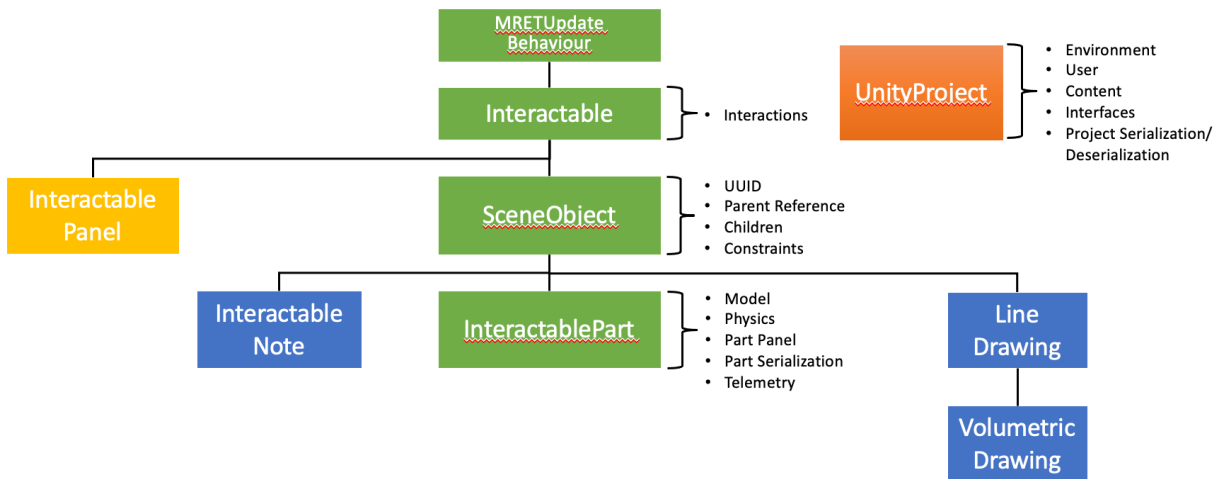 MRETUpdate
Behaviour
Interactable
• Interactions
UnityProject
• Environment
• User
• Content
• Interfaces
• Project Serialization/
Deserialization
Interactable
Panel
SceneObject
• UUID
• Parent Reference
• Children
• Constraints
Interactable
Note
InteractablePart
• Model
• Physics
• Part Panel
• Part Serialization
• Telemetry
Line
Drawing
Volumetric
Drawing